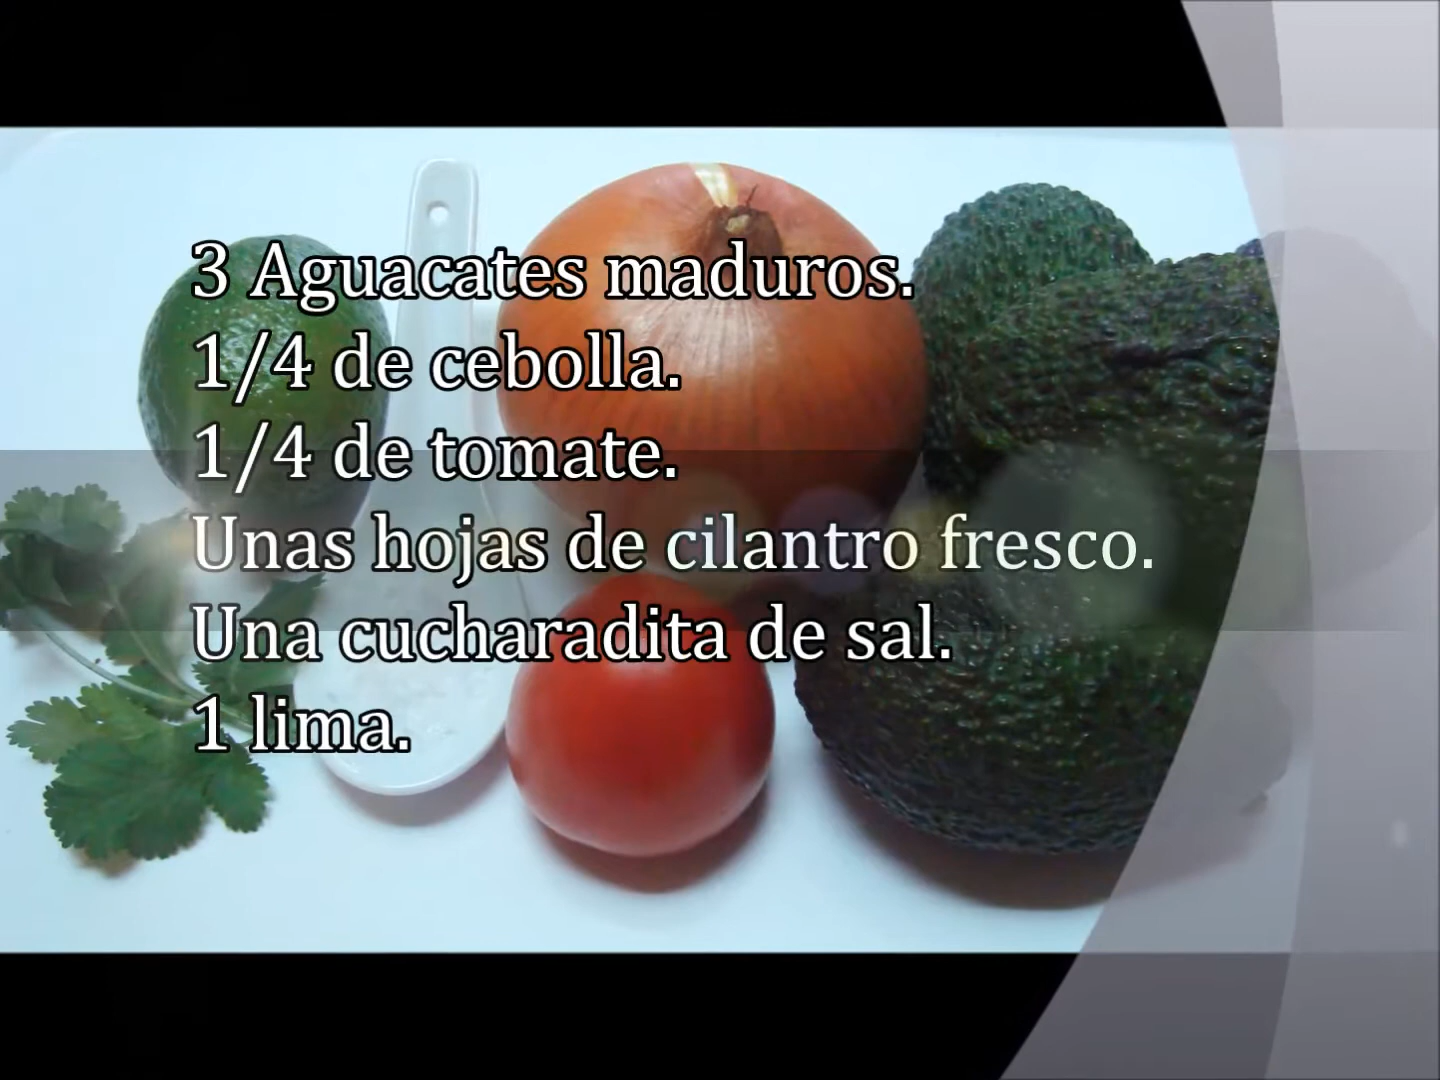 3 Aguacates maduros.
1/4 de cebolla.
1/4 de tomate.
Unas hojas de cilantro fresco.
Una cucharadita de sal.
1 lima.